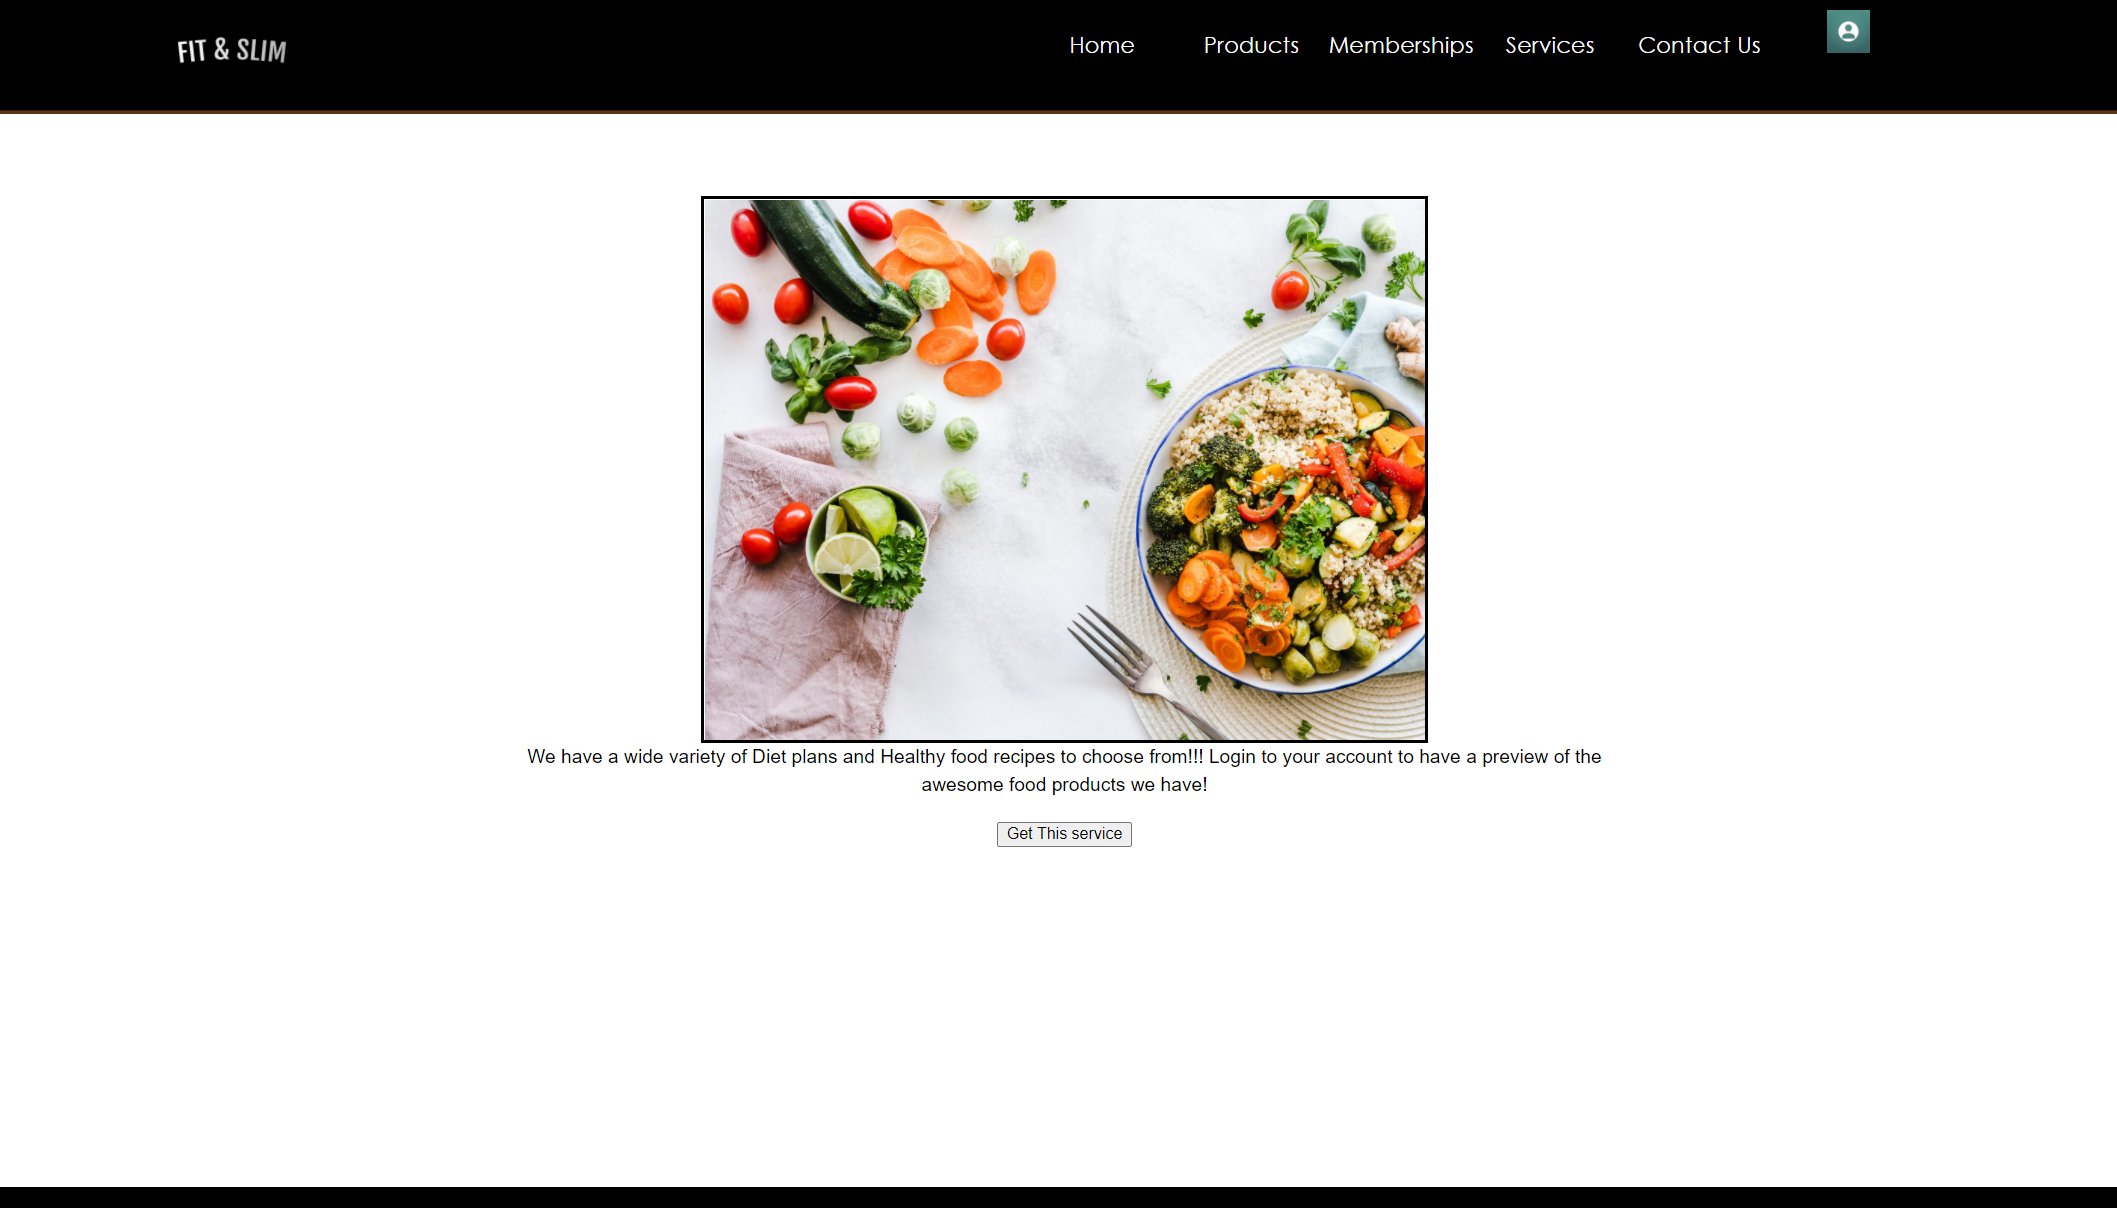 FIT & SLIM
Home Products Memberships Services Contact Us
We have a wide variety of Diet plans and Healthy food recipes to choose from!!! Login to your account to have a preview of the
awesome food products we have!
Get This service